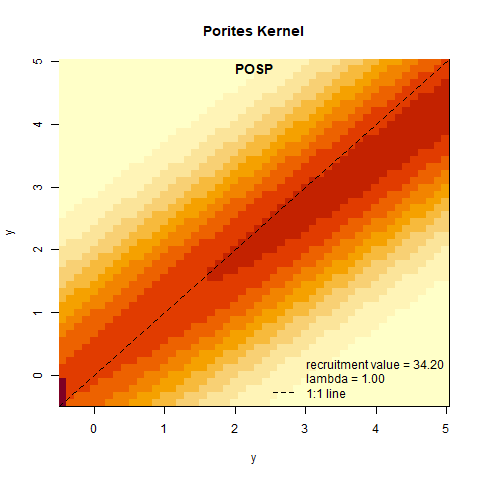 Porites Kernel
POSP
5
4
3
2
1
0
y
recruitment value = 34.20
lambda = 1.00
1:1 line
0
1
2
3
4
5
y